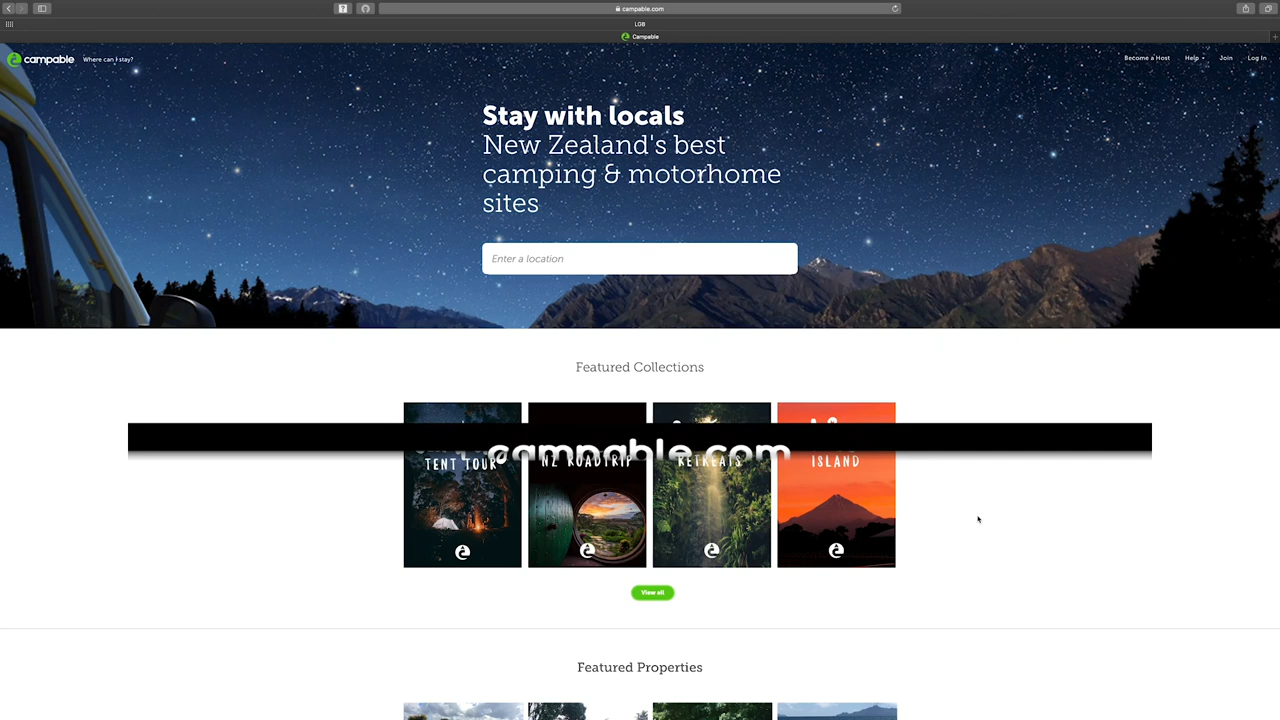 campable.com
LGB
Campable
campable
Where can I stay?
Become a Host
Help
Join
Log In
Stay with locals
New Zealand's best
camping & motorhome
sites
Enter a location
Featured Collections
campable.com
TENT TOUR
NZ ROADTRIP
RETREATS
ISLAND
View all
Featured Properties